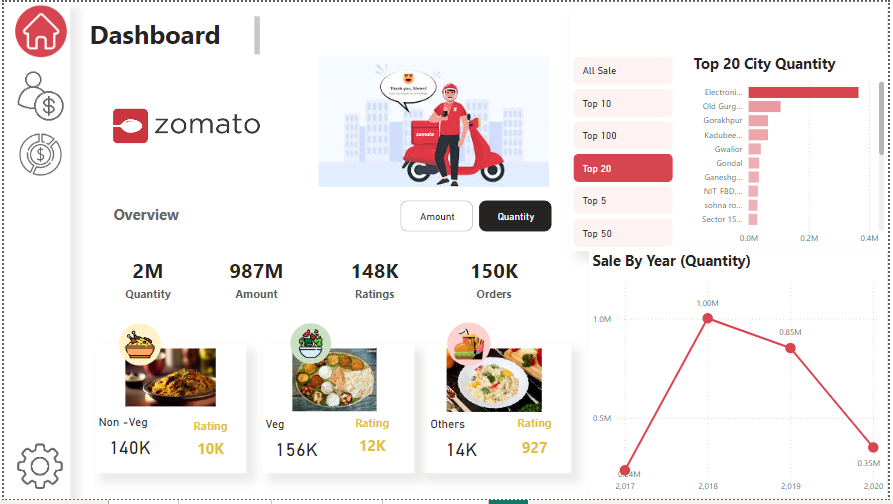 Dashboard
zomato
Thank you, Siram!
zomato
All Sale
Top 10
Top 100
Top 20
Top 5
Top 50
Top 20 City Quantity
Electroni...
Old Gurg...
Gorakhpur
Kadubee...
Gwalior
Gondal
Ganeshg...
NIT FBD,...
sohna ro...
Sector 15...
0.0M 0.2M 0.4M
Overview
Amount
Quantity
2M 987M 148K 150K
Quantity Amount Ratings Orders
Non -Veg Rating
140K 10K
Veg Rating
156K 12K
Others Rating
14K 927
Sale By Year (Quantity)
1.0M
0.5M
0.24M
1.00M
0.85M
0.35M
2,017 2,018 2,019 2,020